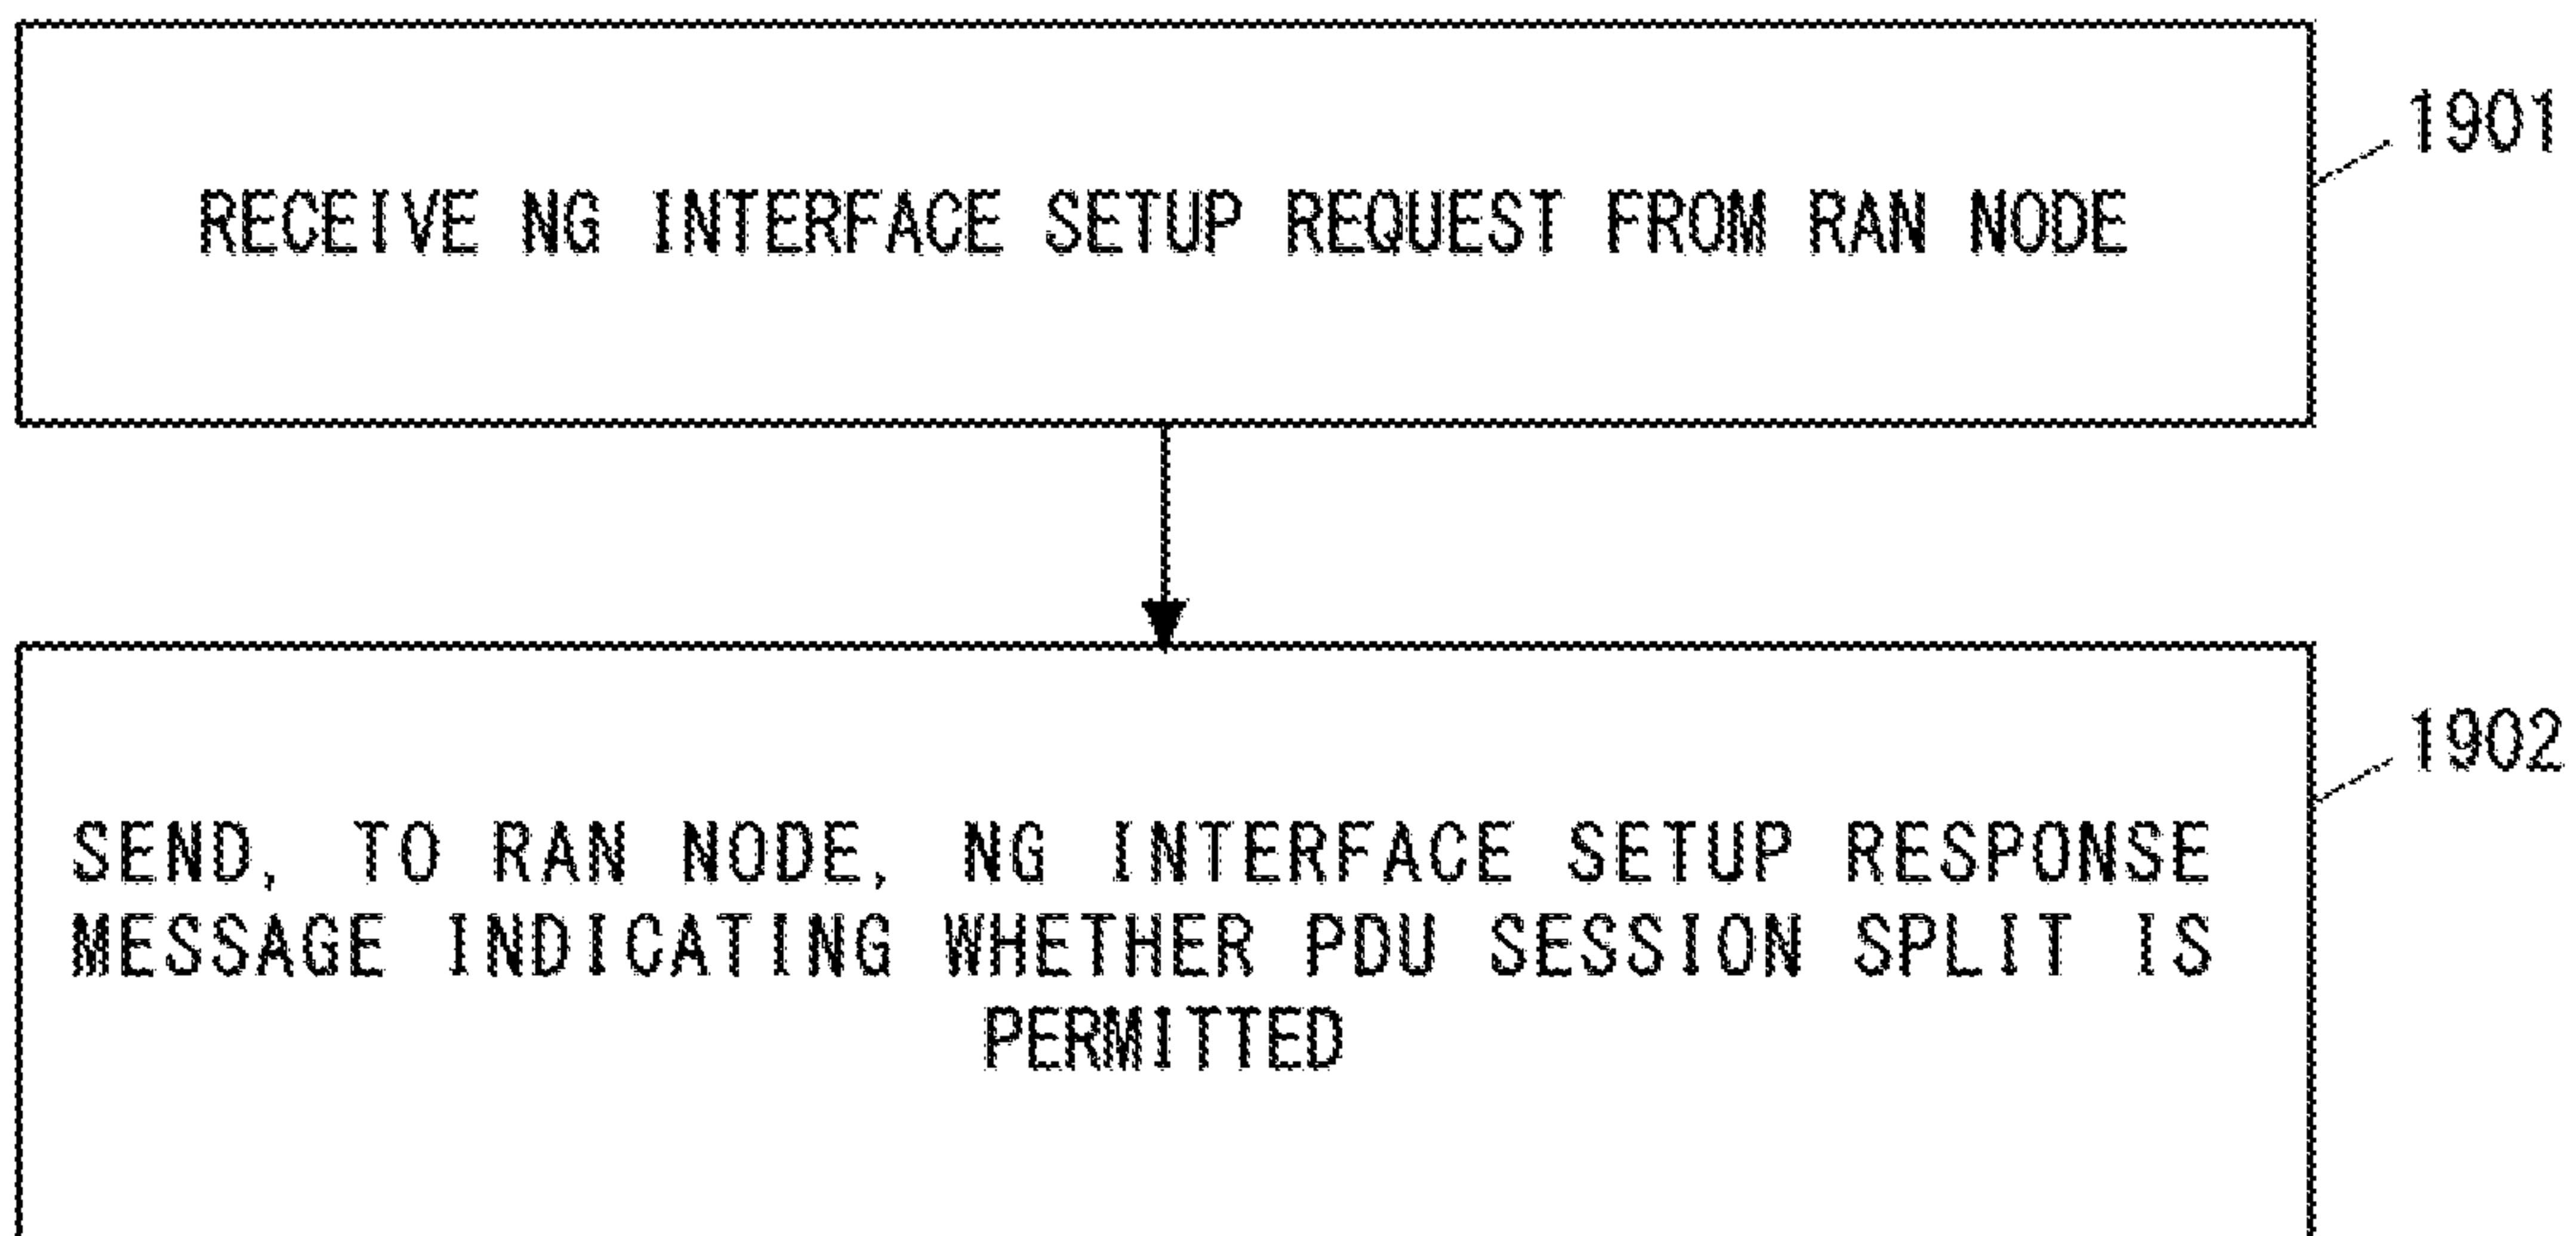 RECEIVE NG INTERFACE SETUP REQUEST FROM RAN NODE
1901
SEND, TO RAN NODE, NG INTERFACE SETUP RESPONSE
MESSAGE INDICATING WHETHER PDU SESSION SPLIT IS
PERMITTED
1902